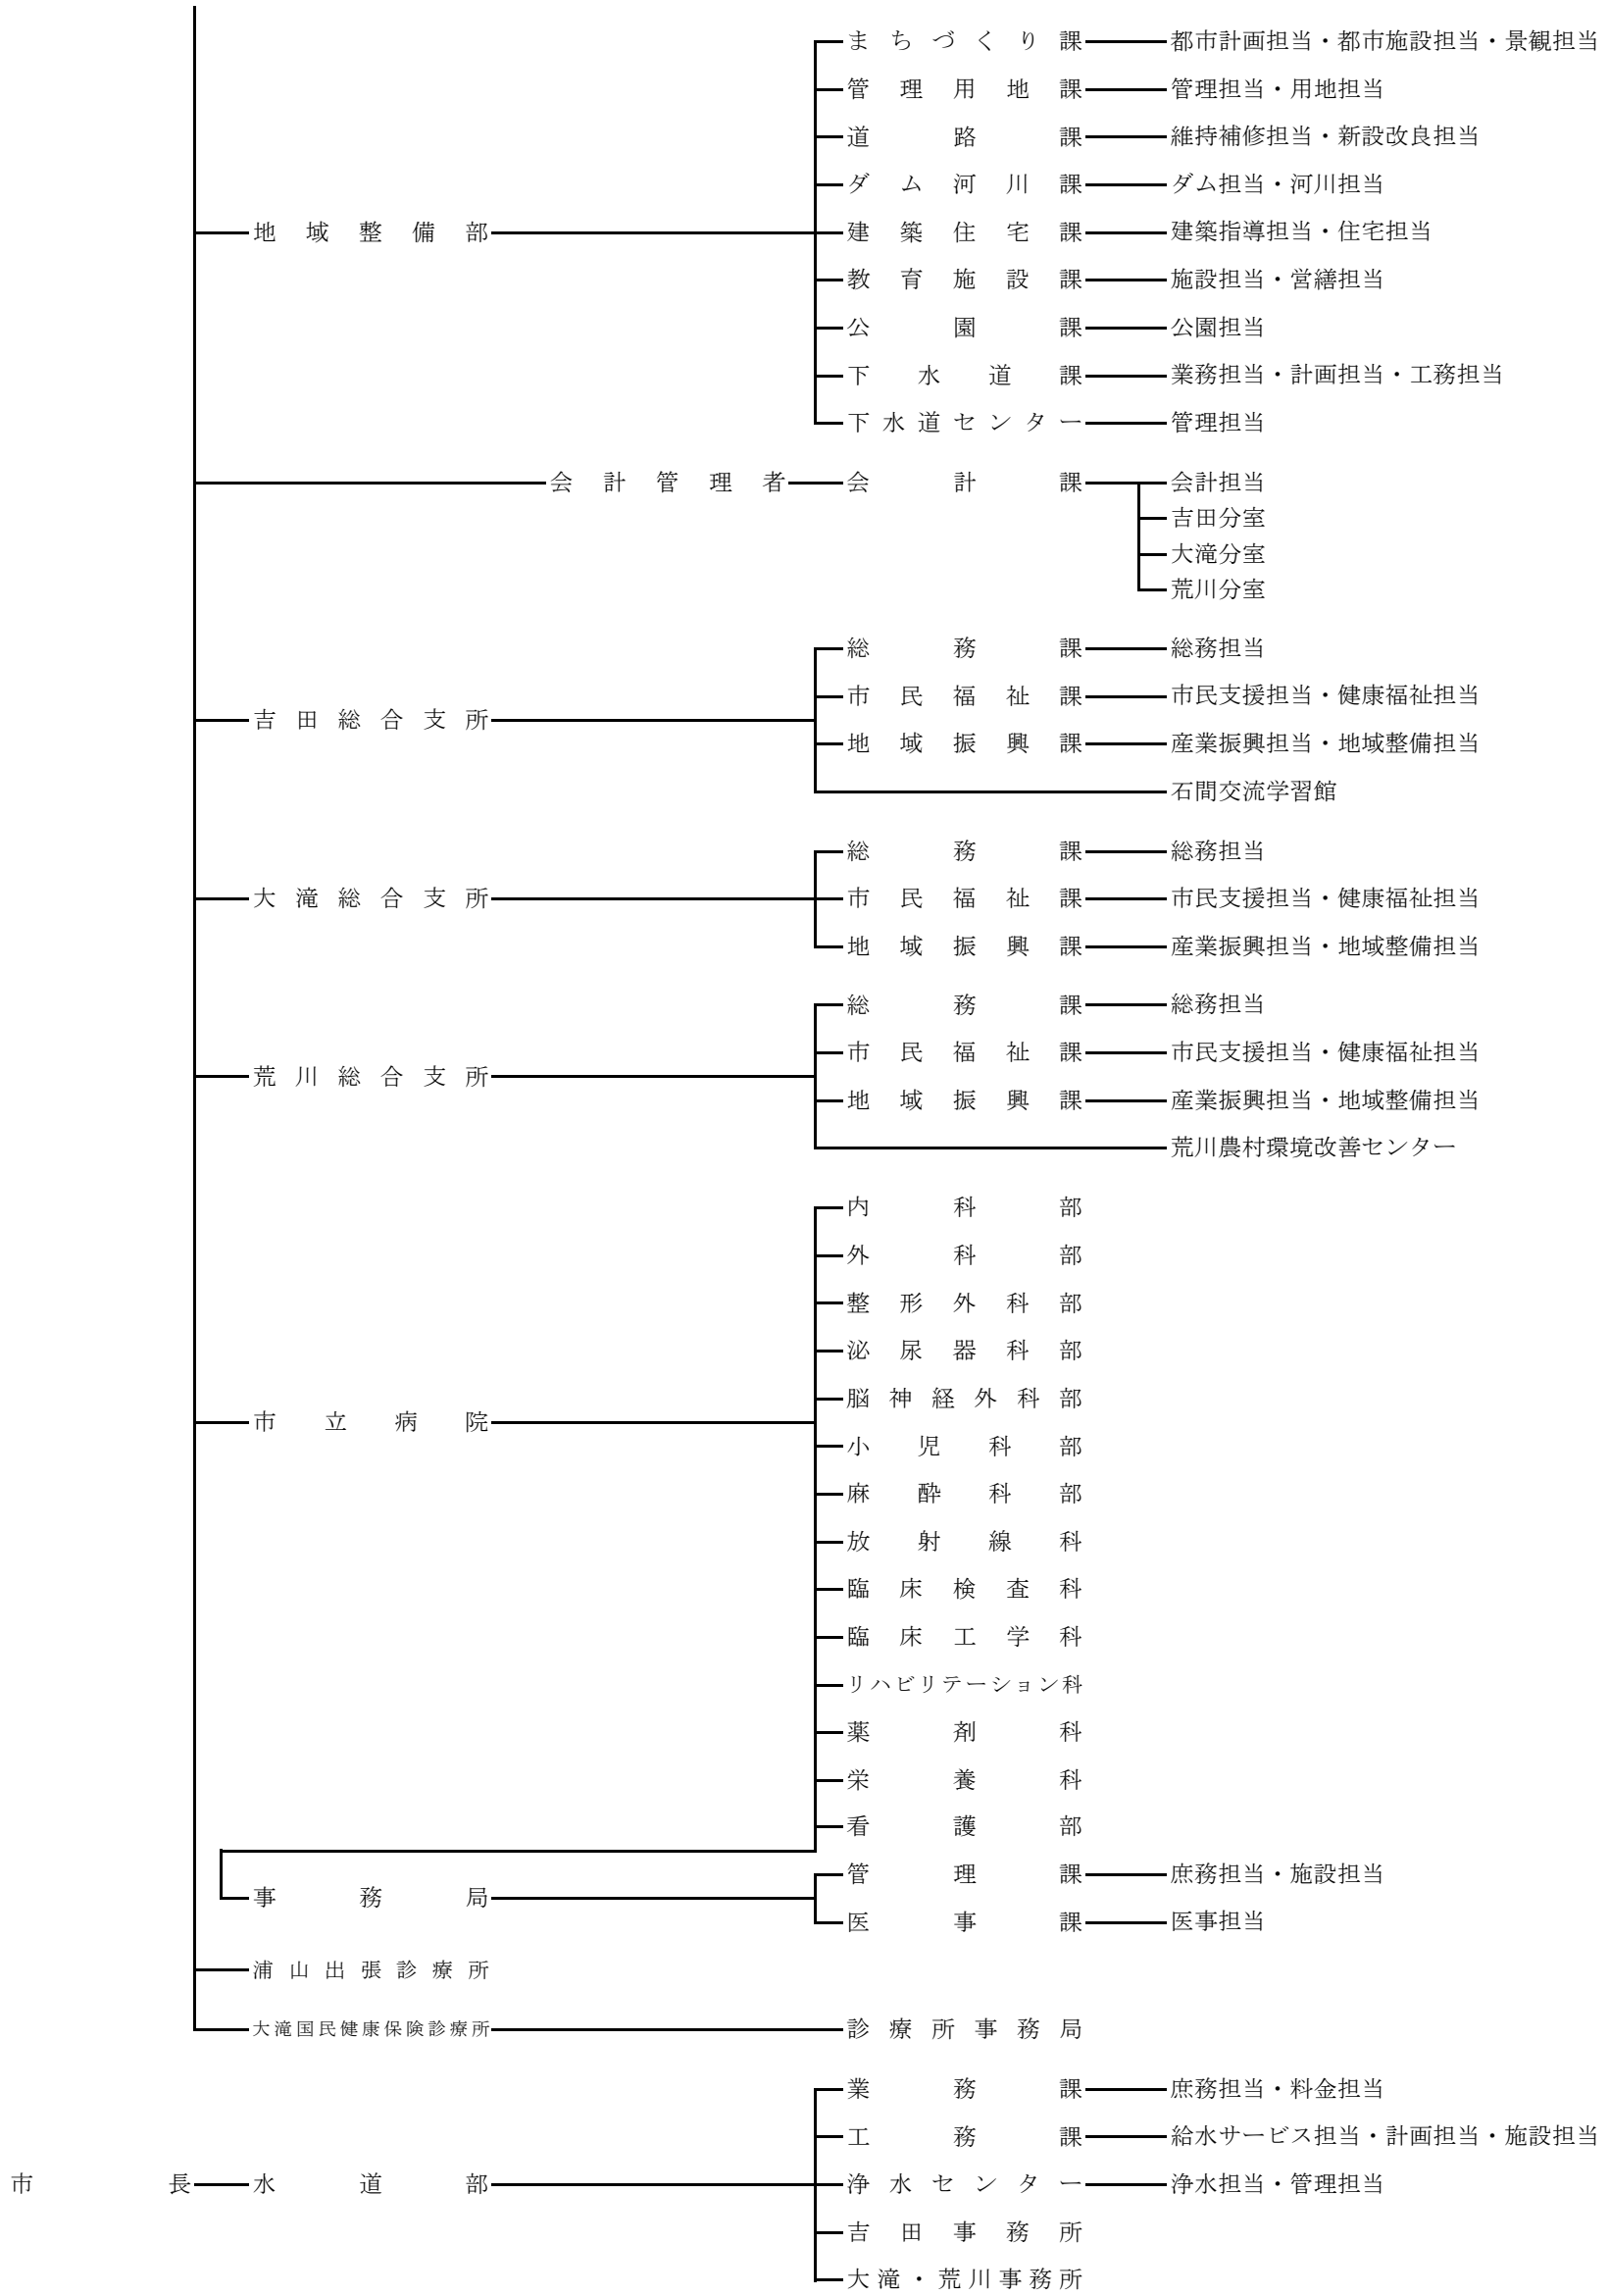 まちづくり課 都市計画担当・都市施設担当・景観担当
管理用地課 管理担当・用地担当
道路課 維持補修担当・新設改良担当
ダム河川課 ダム担当・河川担当
地域整備部 建築住宅課 建築指導担当・住宅担当
教育施設課 施設担当・営繕担当
公園課 公園担当
下水道課 業務担当・計画担当・工務担当
下水道センター 管理担当
会計管理者 会計課 会計担当
吉田分室
大滝分室
荒川分室
総務課 総務担当
市民福祉課 市民支援担当・健康福祉担当
吉田総合支所
地域振興課 産業振興担当・地域整備担当
石間交流学習館
総務課 総務担当
大滝総合支所 市民福祉課 市民支援担当・健康福祉担当
地域振興課 産業振興担当・地域整備担当
総務課 総務担当
市民福祉課 市民支援担当・健康福祉担当
荒川総合支所
地域振興課 産業振興担当・地域整備担当
荒川農村環境改善センター
内科部
外科部
整形外科部
泌尿器科部
脳神経外科部
市立病院
小児科部
麻酔科部
放射線科
臨床検査科
臨床工学科
リハビリテーション科
薬剤科
栄養科
看護部
管理課 庶務担当・施設担当
事務局
医事課 医事担当
浦山出張診療所
大滝国民健康保険診療所 診療所事務局
業務課 庶務担当・料金担当
工務課 給水サービス担当・計画担当・施設担当
市長 水道部 浄水センター 浄水担当・管理担当
吉田事務所
大滝・荒川事務所